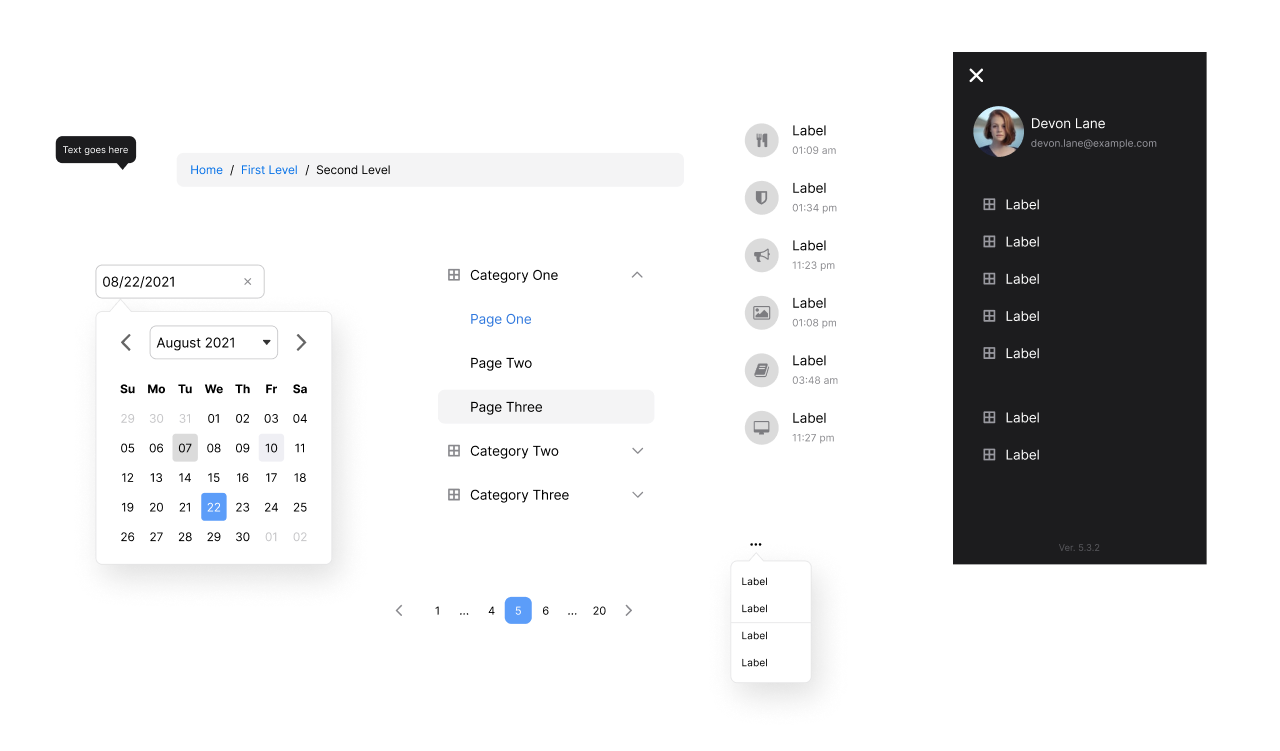 Text goes here
Home / First Level / Second Level
08/22/2021 ×
August 2021
Su Mo Tu We Th Fr Sa
29 30 31 01 02 03 04
05 06 07 08 09 10 11
12 13 14 15 16 17 18
19 20 21 22 23 24 25
26 27 28 29 30 01 02
Category One
Page One
Page Two
Page Three
Category Two
Category Three
1 ... 4 5 6 ... 20
Label
01:09 am
Label
01:34 pm
Label
11:23 pm
Label
01:08 pm
Label
03:48 am
Label
11:27 pm
Label
Label
Label
Label
Devon Lane
devon.lane@example.com
Label
Label
Label
Label
Label
Label
Label
Ver. 5.3.2